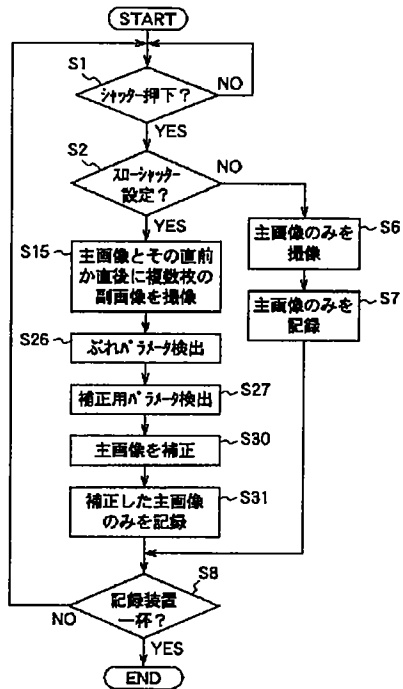 START
S1
シャッター押下？
NO
YES
S2
スローシャッター
設定？
NO
YES
S15
主画像とその直前
か直後に複数枚の
副画像を撮像
S6
主画像のみを
撮像
S7
主画像のみを
記録
S26
ぶれパラメータ検出
S27
補正用パラメータ検出
S30
主画像を補正
S31
補正した主画像
のみを記録
S8
記録装置
一杯？
NO
YES
END